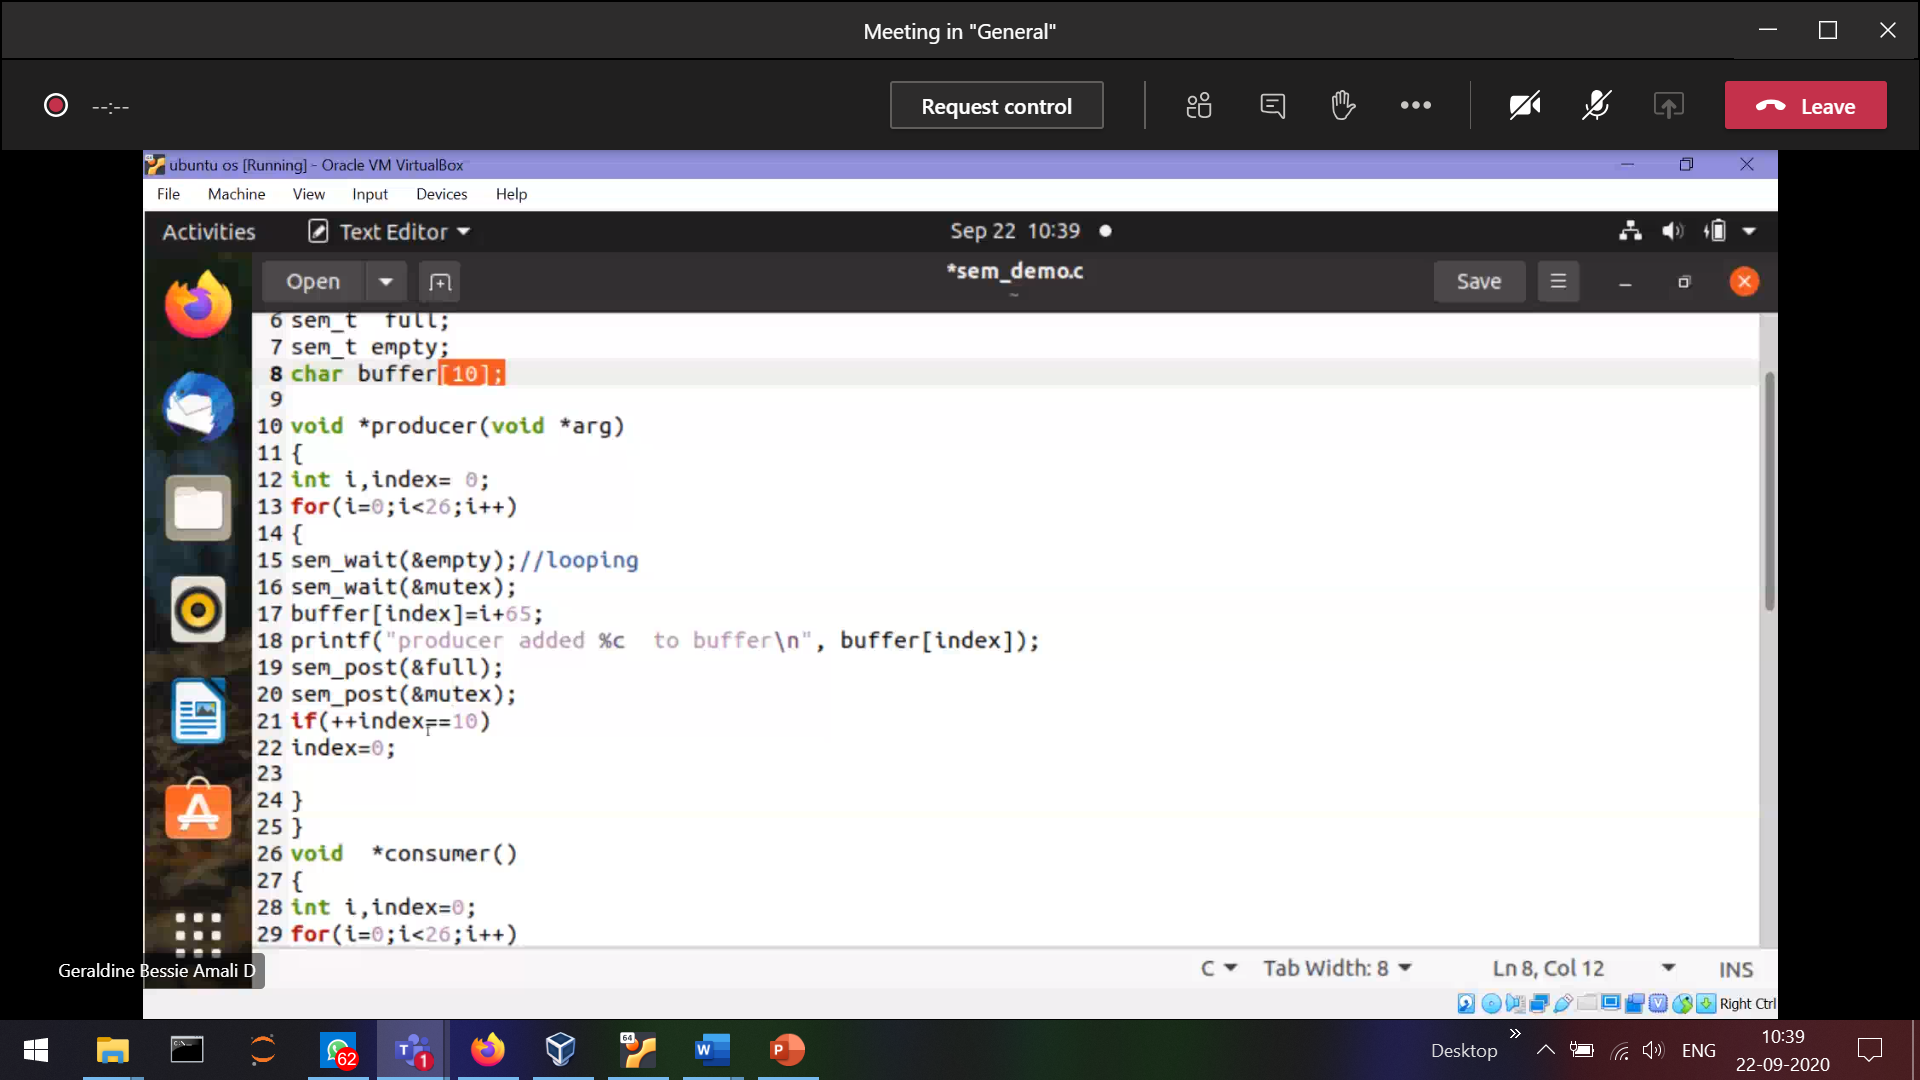 Meeting in "General"
--:--
Request control
Leave
ubuntu os [Running] - Oracle VM VirtualBox
File Machine View Input Devices Help
Activities Text Editor Sep 22 10:39
Open *sem_demo.c Save
~
6 sem_t  full;
7 sem_t empty;
8 char buffer[10];
9
10 void *producer(void *arg)
11 {
12 int i,index= 0;
13 for(i=0;i<26;i++)
14 {
15 sem_wait(&empty);//looping
16 sem_wait(&mutex);
17 buffer[index]=i+65;
18 printf("producer added %c  to buffer\n", buffer[index]);
19 sem_post(&full);
20 sem_post(&mutex);
21 if(++index==10)
22 index=0;
23
24 }
25 }
26 void  *consumer()
27 {
28 int i,index=0;
29 for(i=0;i<26;i++)
Geraldine Bessie Amali D
C Tab Width: 8 Ln 8, Col 12 INS
Right Ctrl
62 1 64 W P
Desktop ENG 10:39
22-09-2020